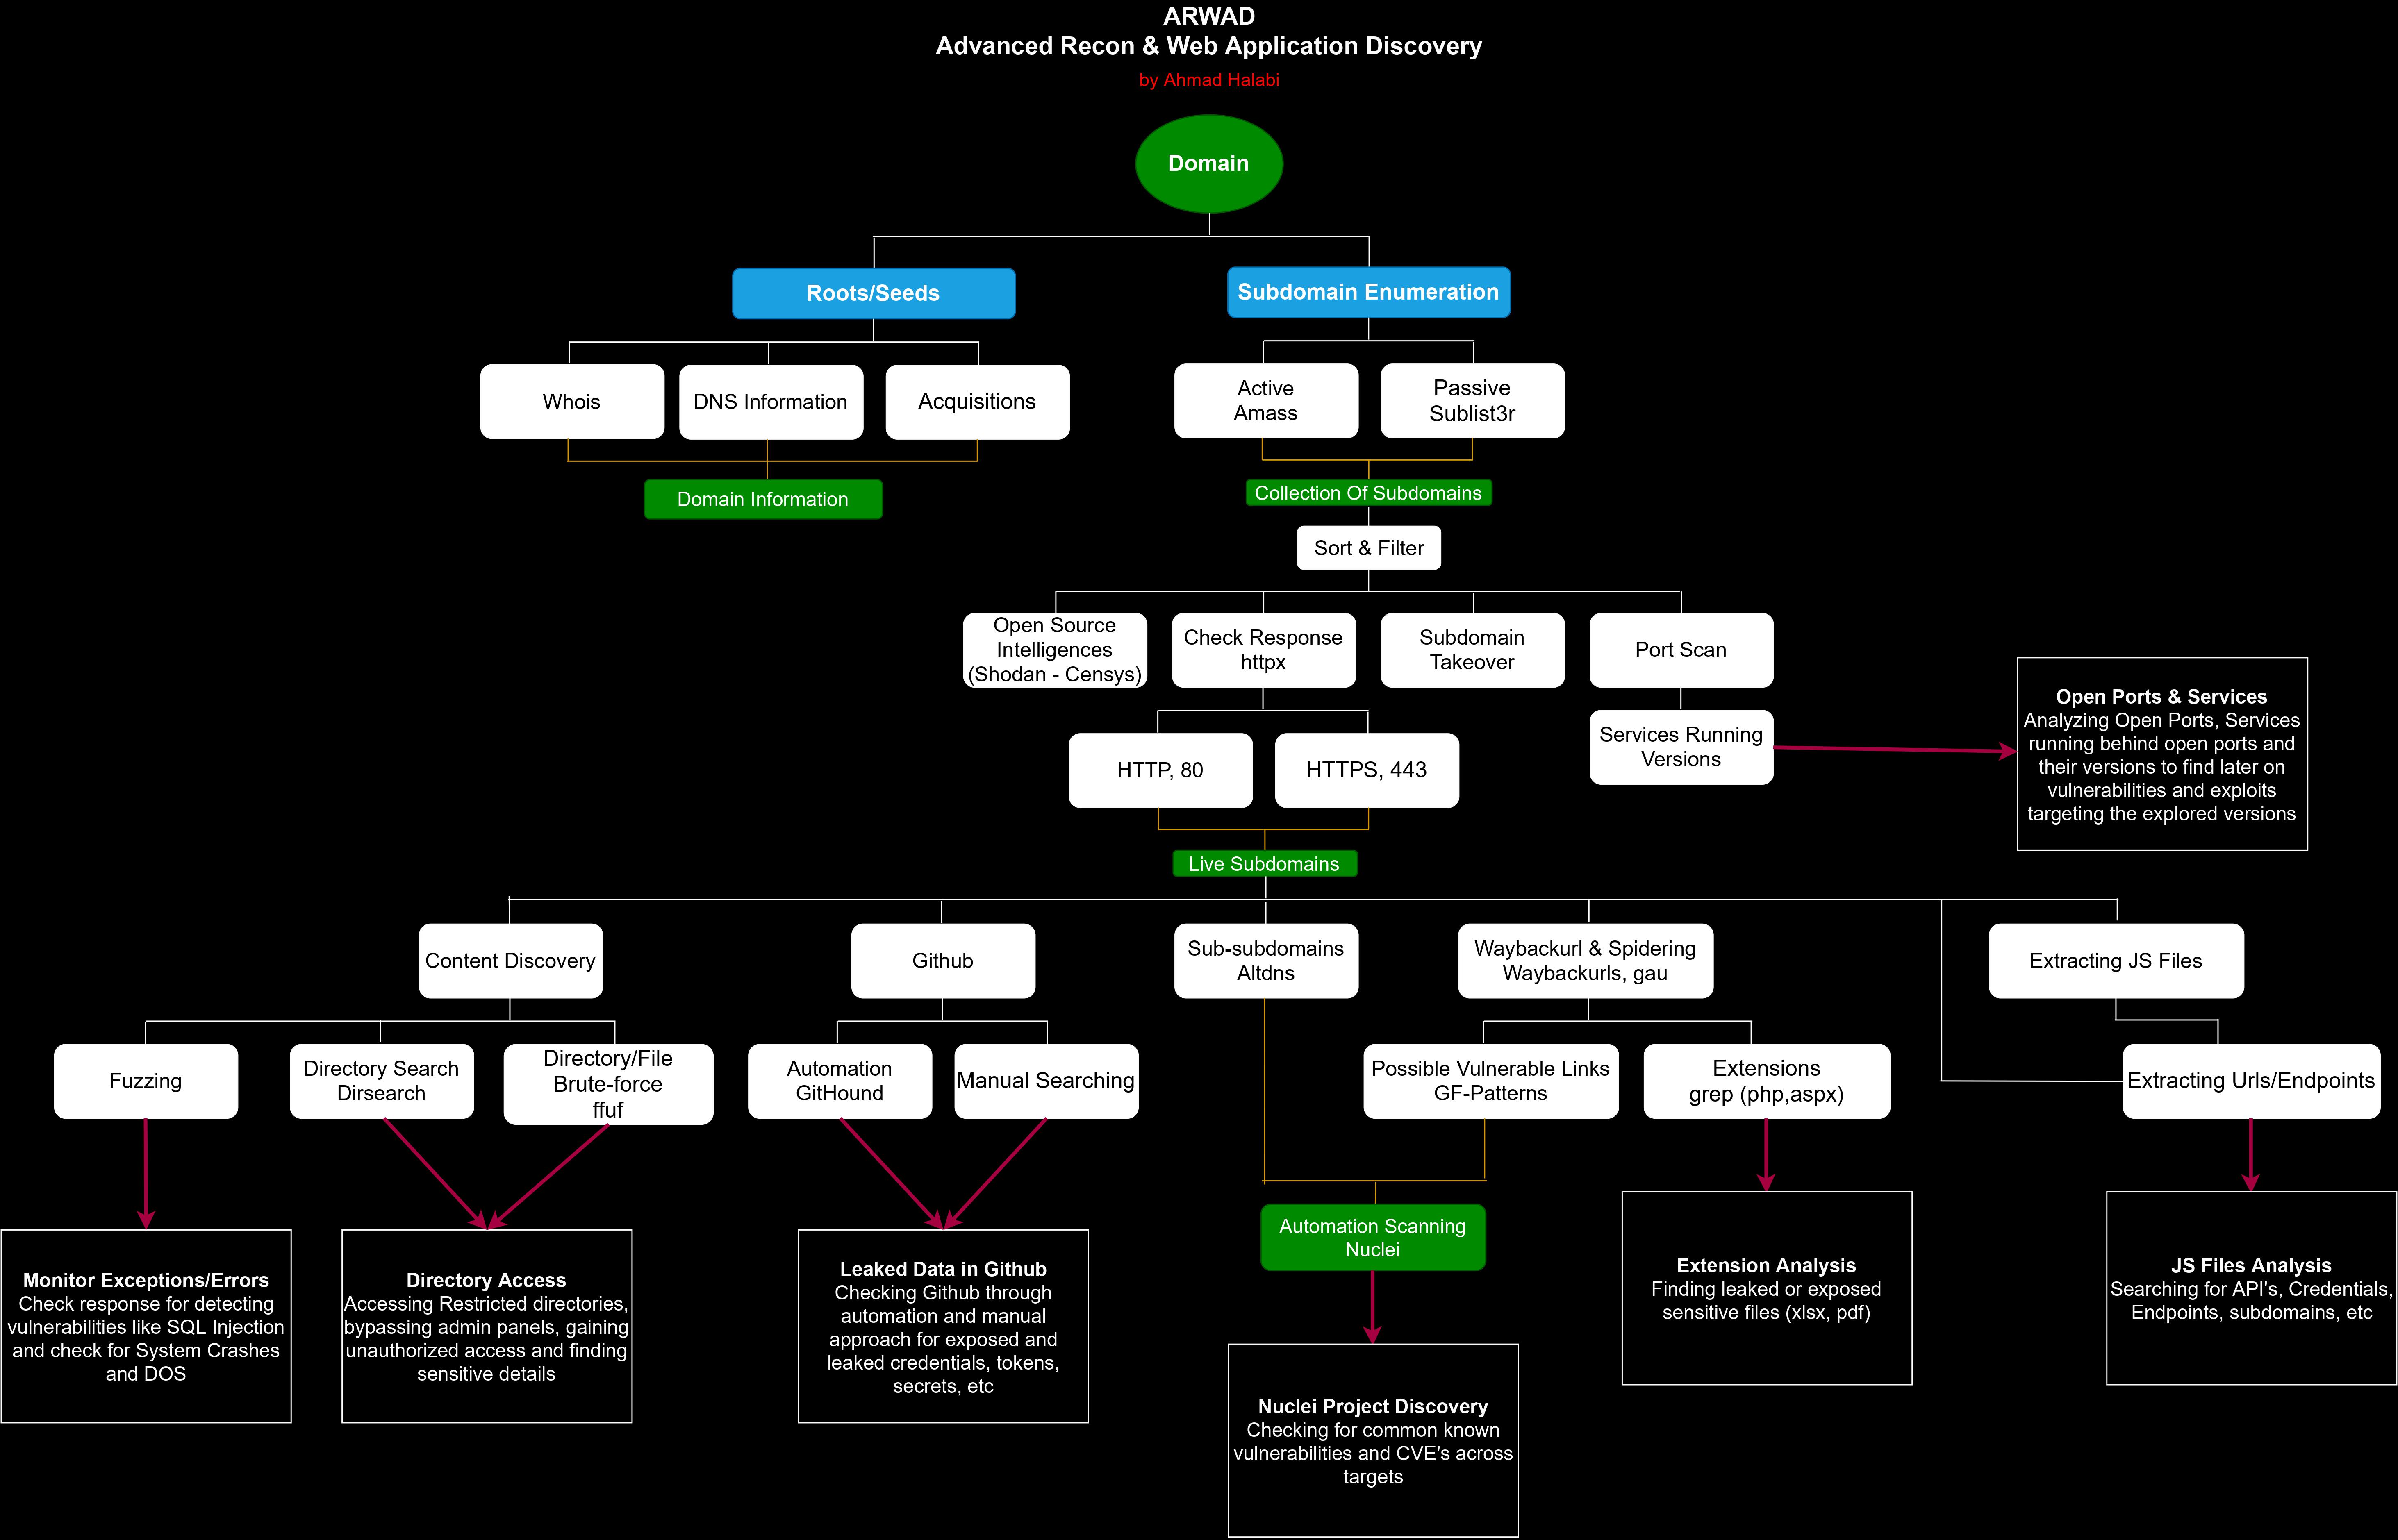 ARWAD
Advanced Recon & Web Application Discovery
by Ahmad Halabi
Domain
Roots/Seeds
Subdomain Enumeration
Whois
DNS Information
Acquisitions
Active
Amass
Passive
Sublist3r
Domain Information
Collection Of Subdomains
Sort & Filter
Open Source
Intelligences
(Shodan - Censys)
Check Response
httpx
Subdomain
Takeover
Port Scan
HTTP, 80
HTTPS, 443
Services Running
Versions
Open Ports & Services
Analyzing Open Ports, Services
running behind open ports and
their versions to find later on
vulnerabilities and exploits
targeting the explored versions
Live Subdomains
Content Discovery
Github
Sub-subdomains
Altdns
Waybackurl & Spidering
Waybackurls, gau
Extracting JS Files
Fuzzing
Directory Search
Dirsearch
Directory/File
Brute-force
ffuf
Automation
GitHound
Manual Searching
Possible Vulnerable Links
GF-Patterns
Extensions
grep (php,aspx)
Extracting Urls/Endpoints
Monitor Exceptions/Errors
Check response for detecting
vulnerabilities like SQL Injection
and check for System Crashes
and DOS
Directory Access
Accessing Restricted directories,
bypassing admin panels, gaining
unauthorized access and finding
sensitive details
Leaked Data in Github
Checking Github through
automation and manual
approach for exposed and
leaked credentials, tokens,
secrets, etc
Automation Scanning
Nuclei
Nuclei Project Discovery
Checking for common known
vulnerabilities and CVE's across
targets
Extension Analysis
Finding leaked or exposed
sensitive files (xlsx, pdf)
JS Files Analysis
Searching for API's, Credentials,
Endpoints, subdomains, etc